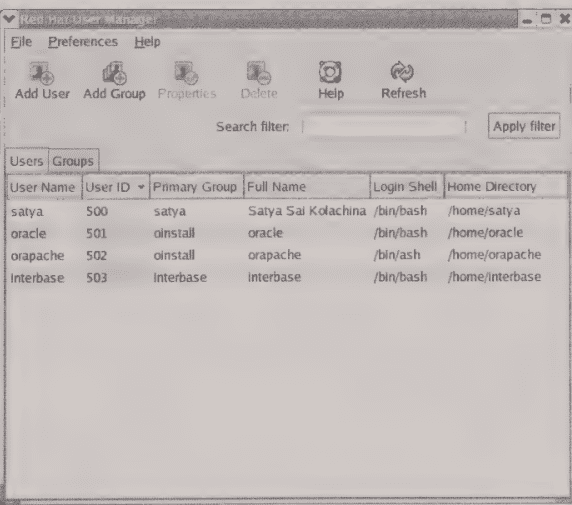 Red Hat User Manager
File Preferences Help
Add User Add Group Properties Delete Help Refresh
Search filter: Apply filter
Users Groups
User Name User ID Primary Group Full Name Login Shell Home Directory
satya 500 satya Satya Sai Kolachina /bin/bash /home/satya
oracle 501 oinstall oracle /bin/bash /home/oracle
orapache 502 oinstall orapache /bin/ash /home/orapache
interbase 503 interbase interbase /bin/bash /home/interbase